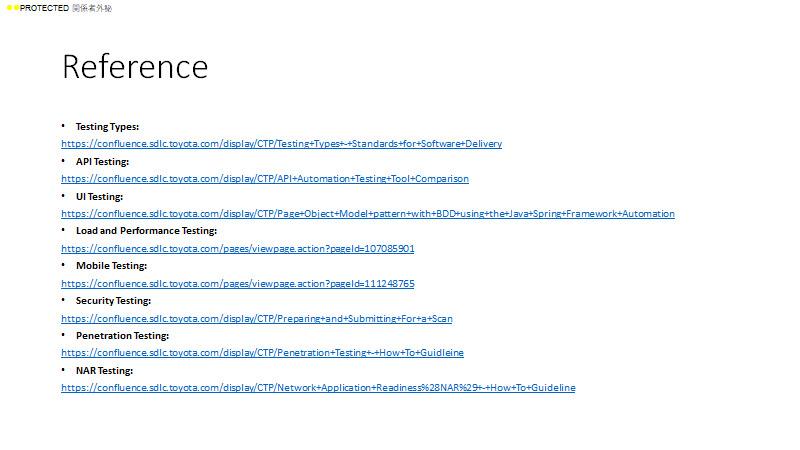 PROTECTED 関係者外秘
Reference
• Testing Types:
https://confluence.sdlc.toyota.com/display/CTP/Testing+Types+-+Standards+for+Software+Delivery
• API Testing:
https://confluence.sdlc.toyota.com/display/CTP/API+Automation+Testing+Tool+Comparison
• UI Testing:
https://confluence.sdlc.toyota.com/display/CTP/Page+Object+Model+pattern+with+BDD+using+the+Java+Spring+Framework+Automation
• Load and Performance Testing:
https://confluence.sdlc.toyota.com/pages/viewpage.action?pageId=107085901
• Mobile Testing:
https://confluence.sdlc.toyota.com/pages/viewpage.action?pageId=111248765
• Security Testing:
https://confluence.sdlc.toyota.com/display/CTP/Preparing+and+Submitting+For+a+Scan
• Penetration Testing:
https://confluence.sdlc.toyota.com/display/CTP/Penetration+Testing+-+How+To+Guidleine
• NAR Testing:
https://confluence.sdlc.toyota.com/display/CTP/Network+Application+Readiness%28NAR%29+-+How+To+Guideline